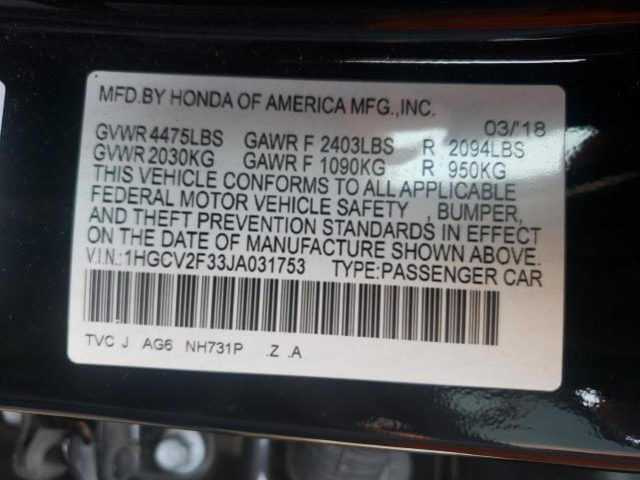 MFD.BY HONDA OF AMERICA MFG.,INC.
03/'18
GVWR 4475LBS GAWR F 2403LBS R 2094LBS
GVWR 2030KG GAWR F 1090KG R 950KG
THIS VEHICLE CONFORMS TO ALL APPLICABLE
FEDERAL MOTOR VEHICLE SAFETY , BUMPER,
AND THEFT PREVENTION STANDARDS IN EFFECT
ON THE DATE OF MANUFACTURE SHOWN ABOVE.
V.I.N.:1HGCV2F33JA031753 TYPE:PASSENGER CAR
TVC J AG6 NH731P .Z .A